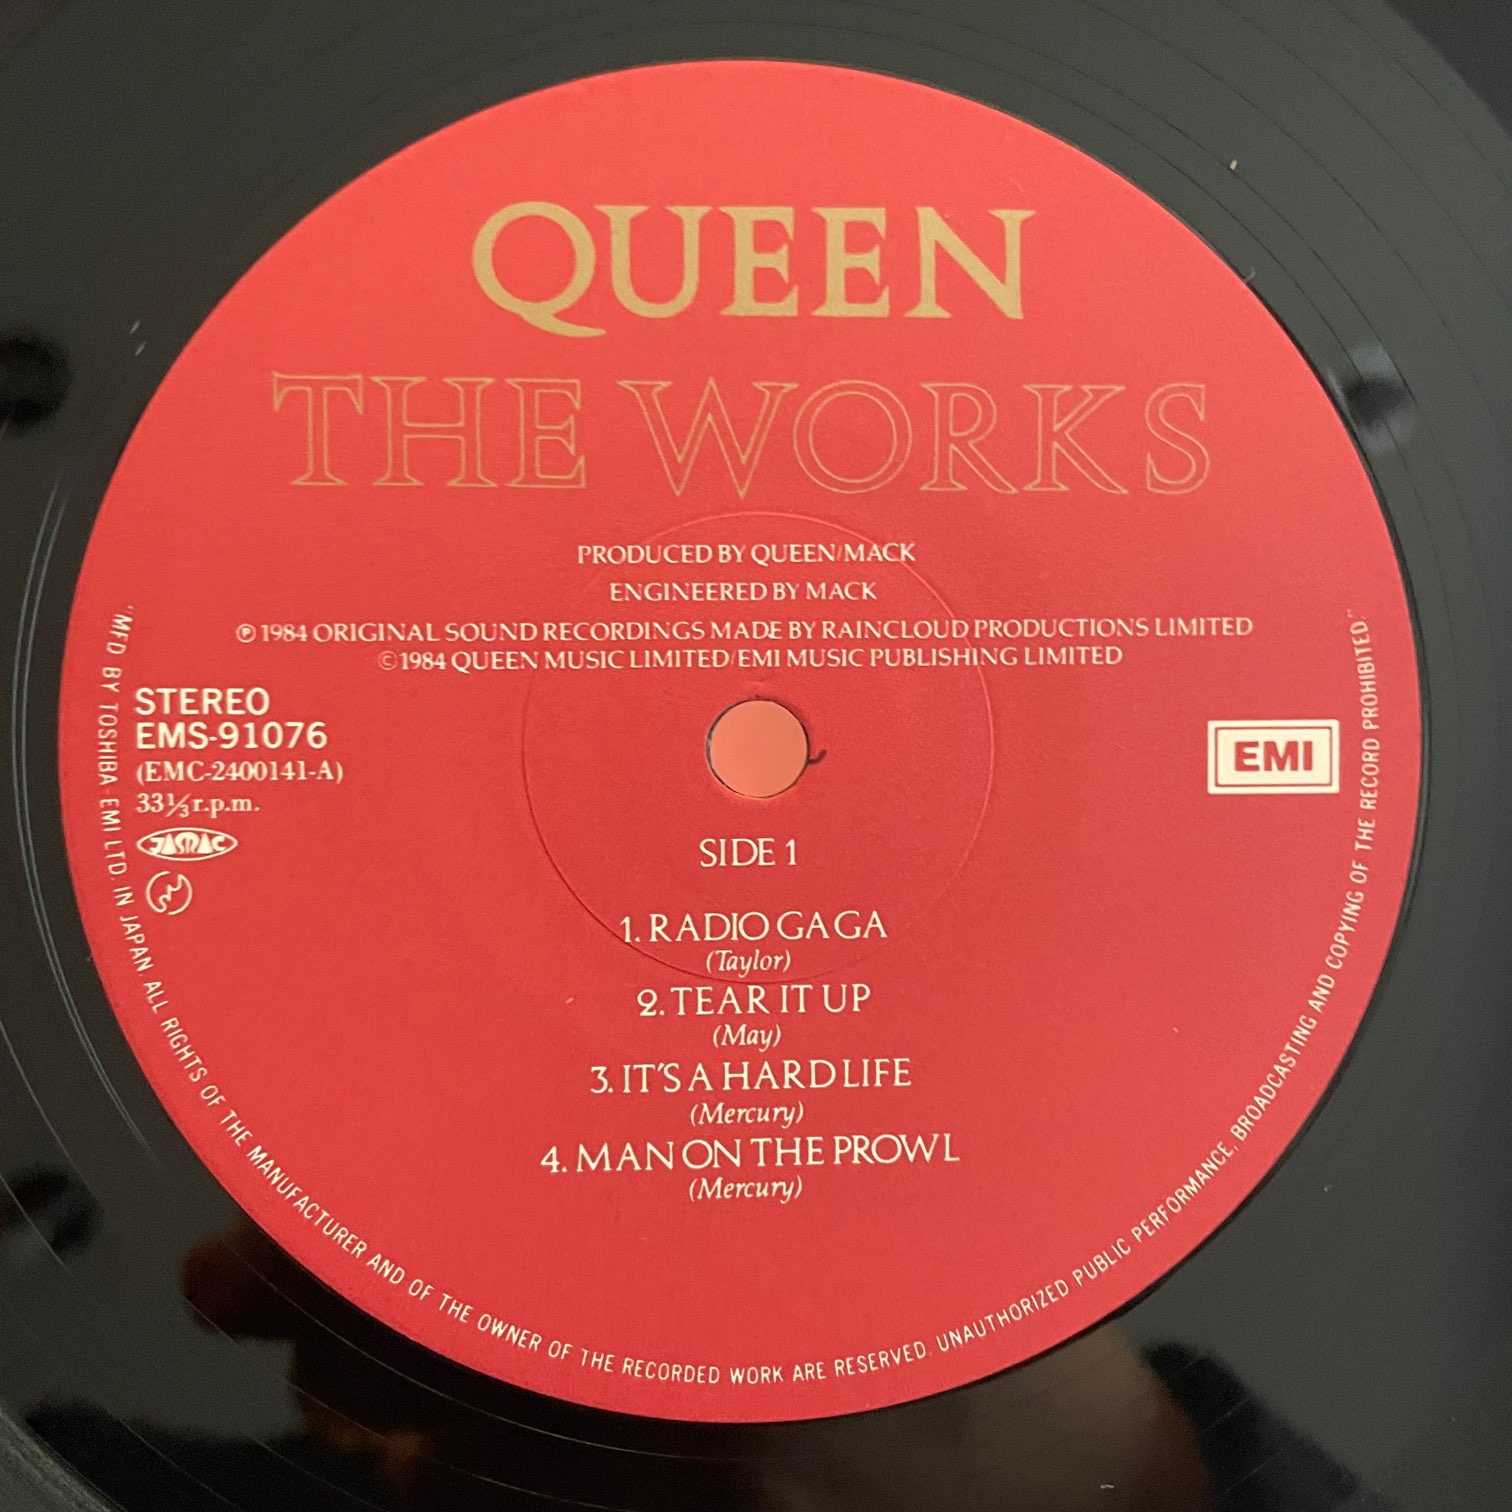 QUEEN
THE WORKS
PRODUCED BY QUEEN/MACK
ENGINEERED BY MACK
℗ 1984 ORIGINAL SOUND RECORDINGS MADE BY RAINCLOUD PRODUCTIONS LIMITED
©1984 QUEEN MUSIC LIMITED/EMI MUSIC PUBLISHING LIMITED
STEREO
EMS-91076
(EMC-2400141-A)
33⅓ r.p.m.
JASRAC
EMI
SIDE 1
1. RADIO GA GA
(Taylor)
2. TEAR IT UP
(May)
3. IT'S A HARD LIFE
(Mercury)
4. MAN ON THE PROWL
(Mercury)
"MFD BY TOSHIBA-EMI LTD. IN JAPAN. ALL RIGHTS OF THE MANUFACTURER AND OF THE OWNER OF THE RECORDED WORK ARE RESERVED. UNAUTHORIZED PUBLIC PERFORMANCE, BROADCASTING AND COPYING OF THE RECORD PROHIBITED."